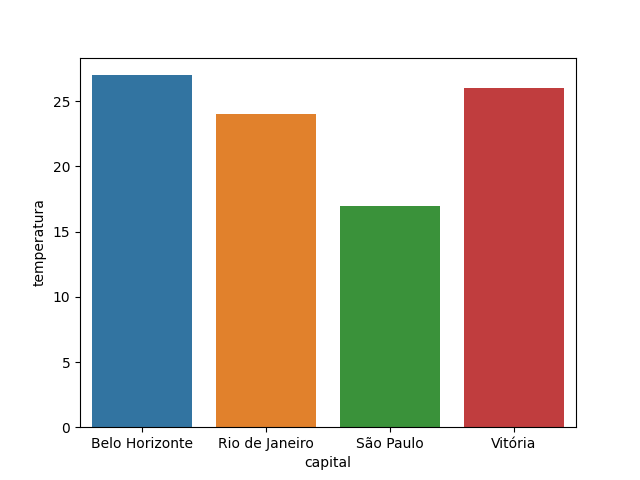 25
20
15
10
5
0
temperatura
Belo Horizonte
Rio de Janeiro
São Paulo
Vitória
capital